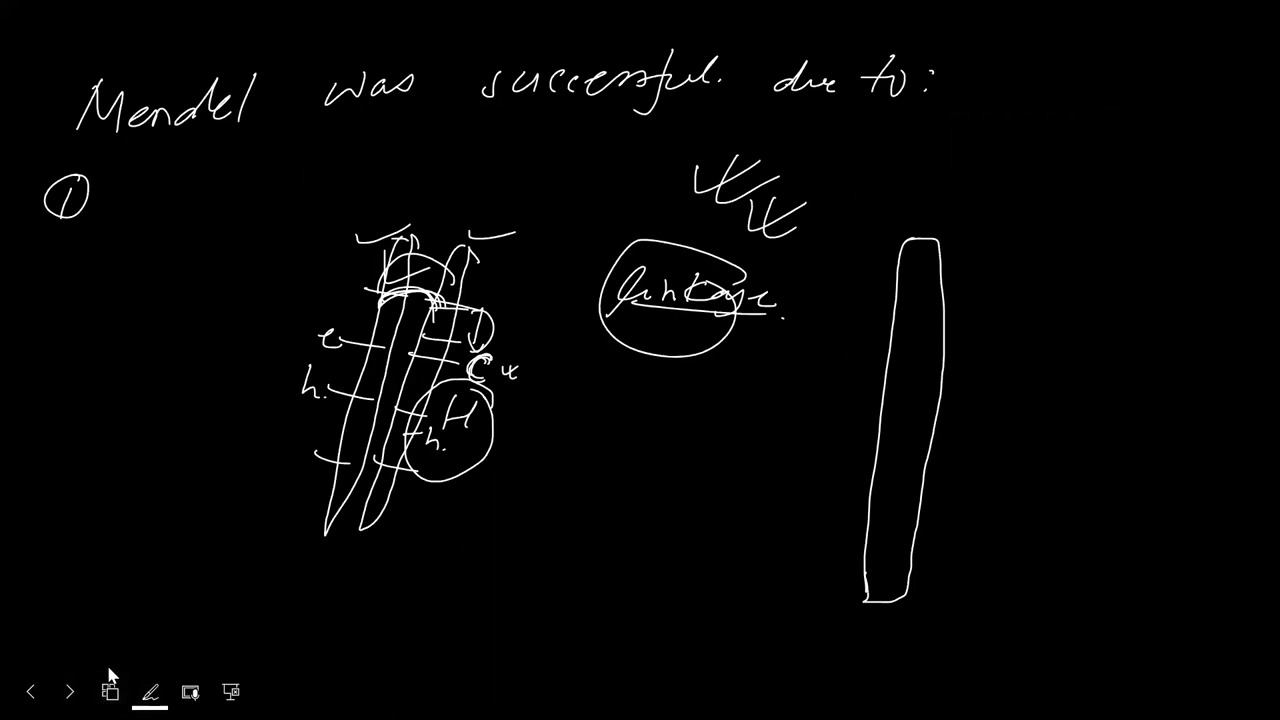 Mendel was successful. due to:
①
linkage.
D
e
C
h.
H
h.